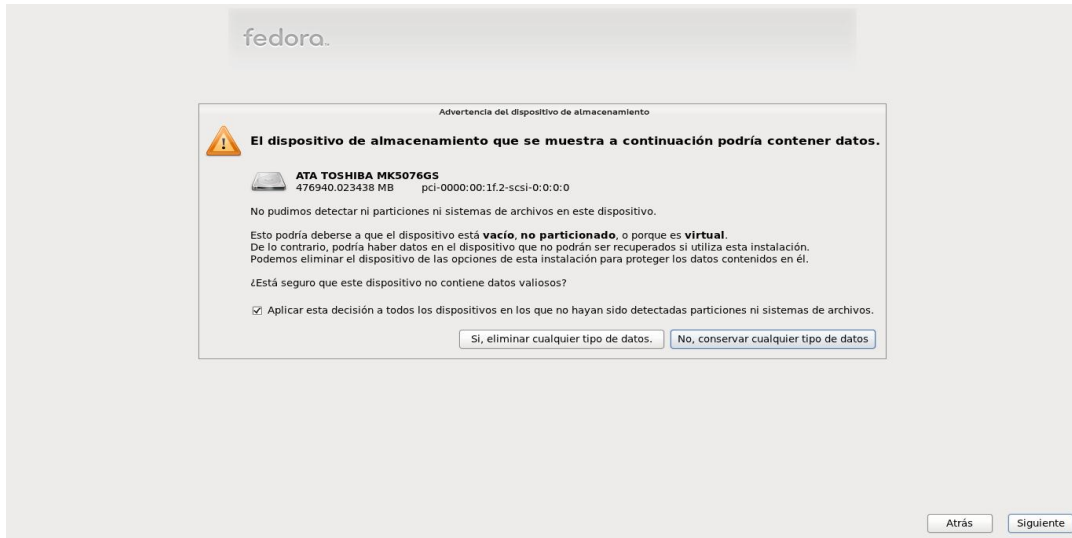 fedora™
Advertencia del dispositivo de almacenamiento
El dispositivo de almacenamiento que se muestra a continuación podría contener datos.
ATA TOSHIBA MK5076GS
476940.023438 MB pci-0000:00:1f.2-scsi-0:0:0:0
No pudimos detectar ni particiones ni sistemas de archivos en este dispositivo.
Esto podría deberse a que el dispositivo está vacío, no particionado, o porque es virtual.
De lo contrario, podría haber datos en el dispositivo que no podrán ser recuperados si utiliza esta instalación.
Podemos eliminar el dispositivo de las opciones de esta instalación para proteger los datos contenidos en él.
¿Está seguro que este dispositivo no contiene datos valiosos?
Aplicar esta decisión a todos los dispositivos en los que no hayan sido detectadas particiones ni sistemas de archivos.
Si, eliminar cualquier tipo de datos. No, conservar cualquier tipo de datos
Atrás Siguiente